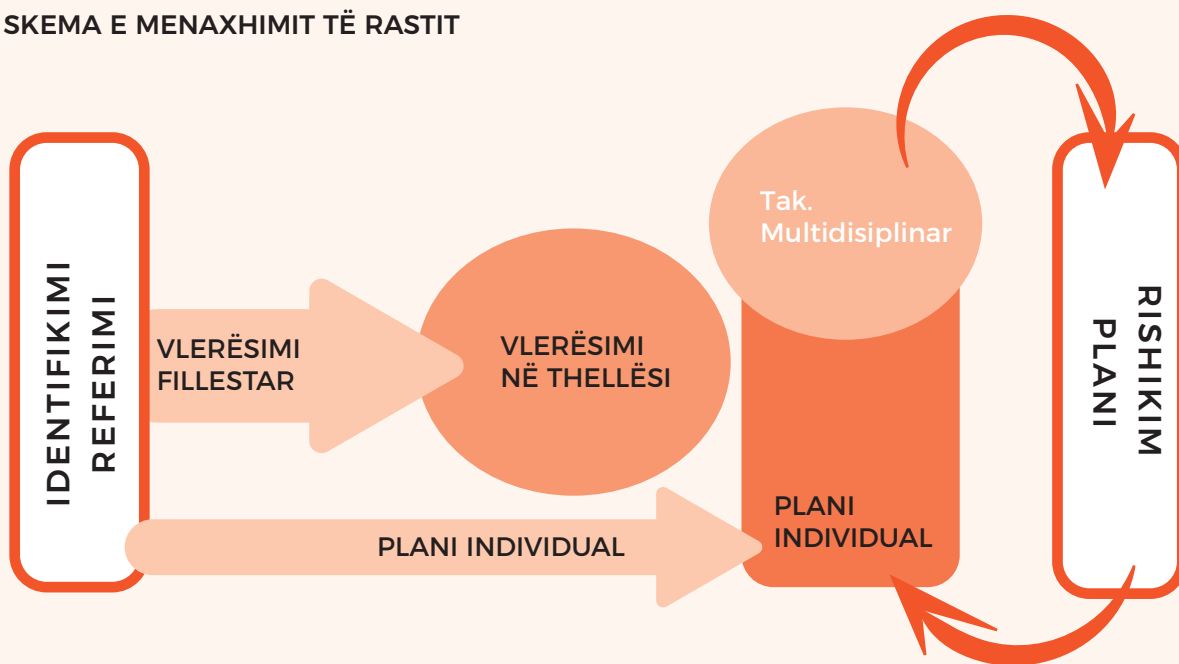 SKEMA E MENAXHIMIT TË RASTIT
IDENTIFIKIMI
REFERIMI
VLERËSIMI
FILLESTAR
VLERËSIMI
NË THELLËSI
Tak.
Multidisiplinar
PLANI INDIVIDUAL
PLANI
INDIVIDUAL
RISHIKIM
PLANI